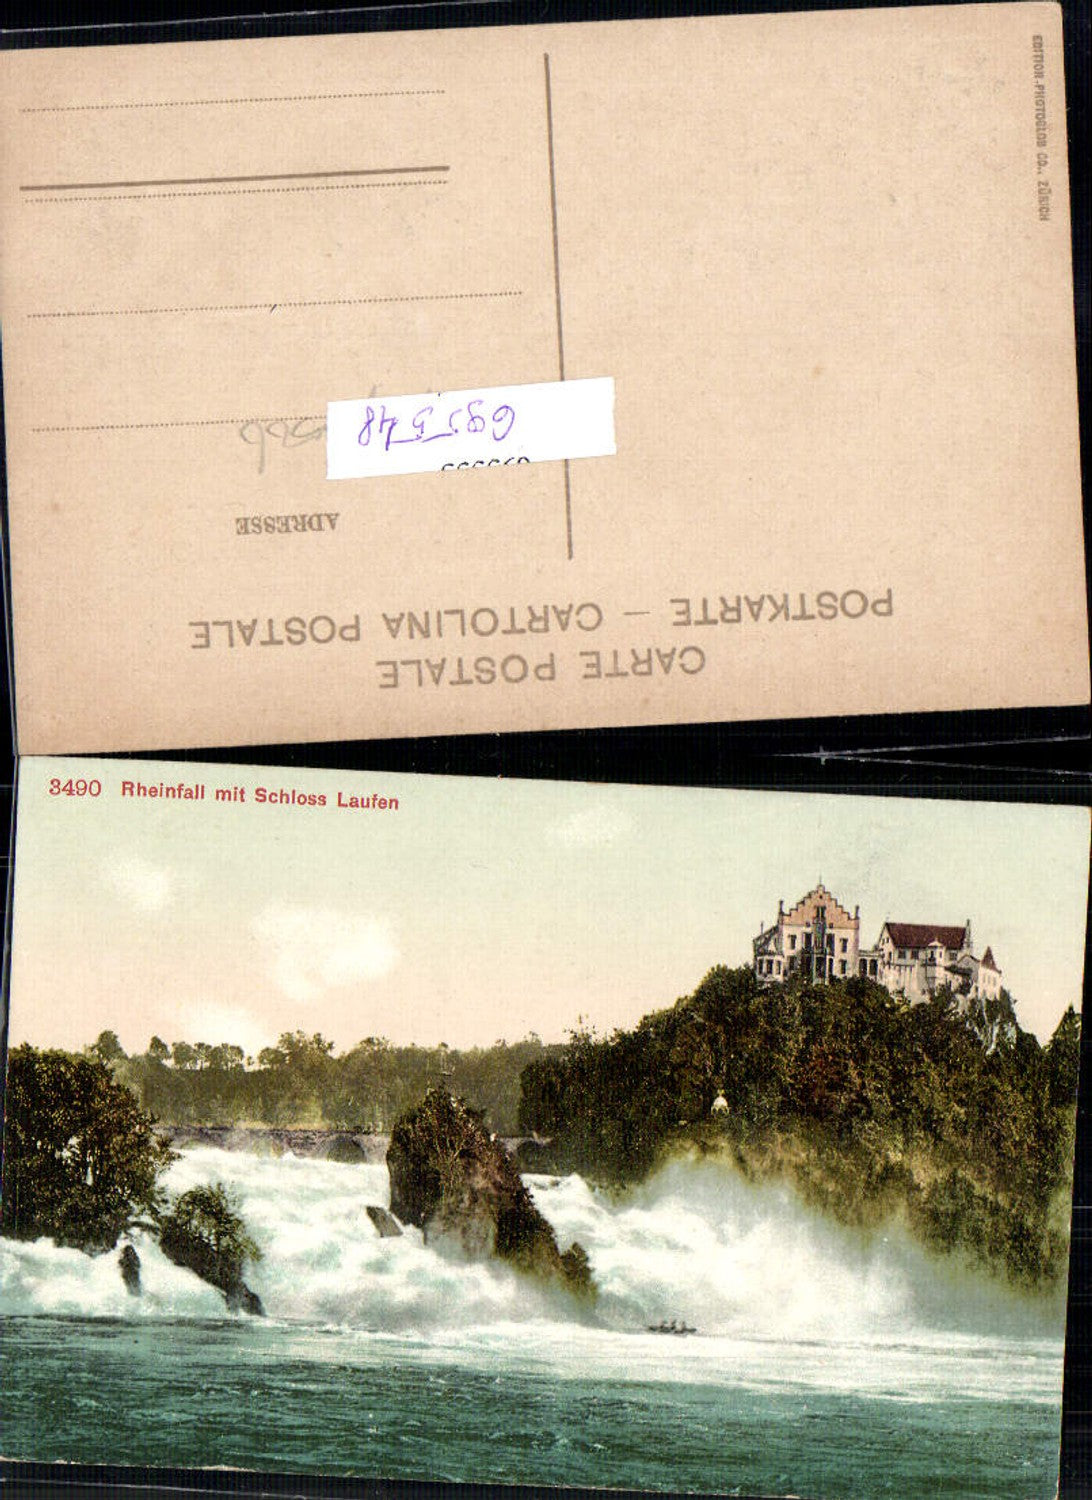 EDITION-PHOTOGLOB CO., ZÜRICH
695548
ADRESSE
POSTKARTE – CARTOLINA POSTALE
CARTE POSTALE
3490 Rheinfall mit Schloss Laufen